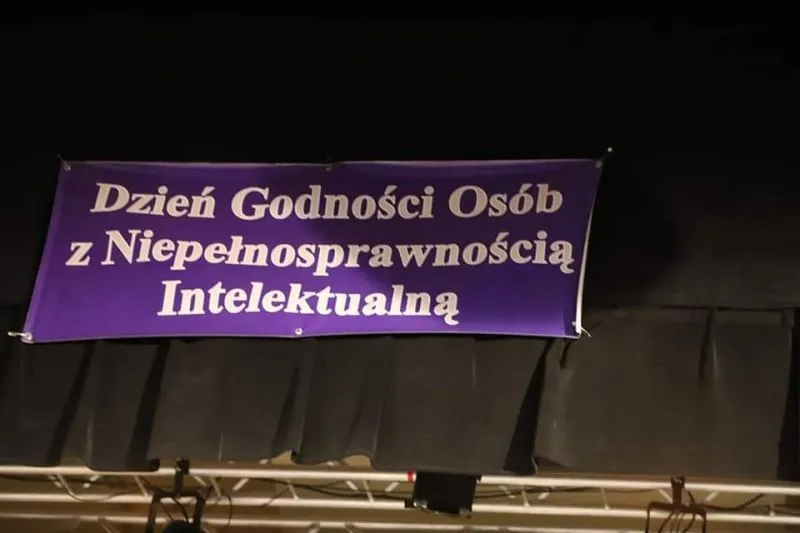 Dzień Godności Osób
z Niepełnosprawnością
Intelektualną